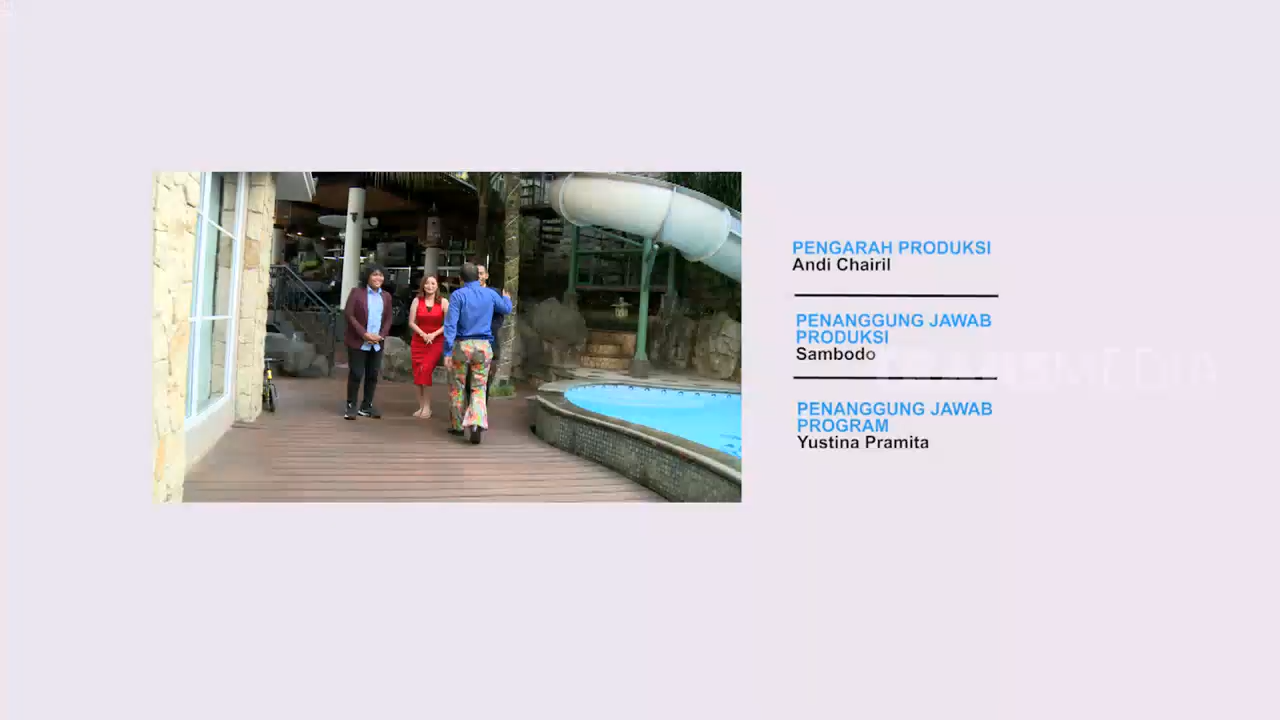 PENGARAH PRODUKSI
Andi Chairil
PENANGGUNG JAWAB
PRODUKSI
Sambodo
PENANGGUNG JAWAB
PROGRAM
Yustina Pramita